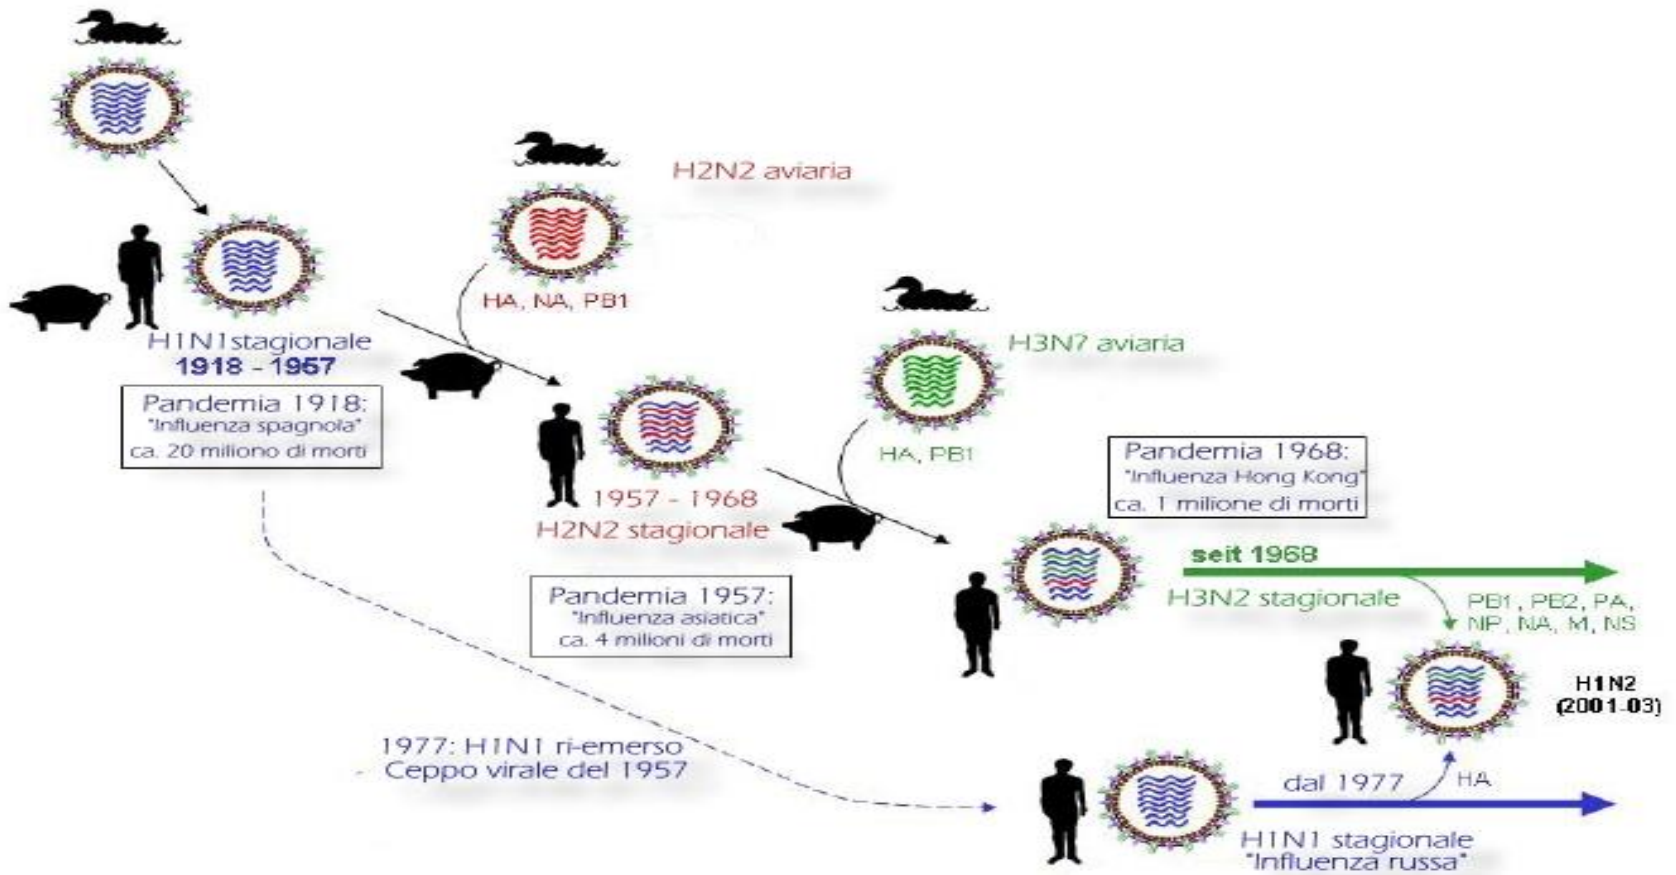 H2N2 aviaria
HA, NA, PB1
H1N1stagionale
1918 - 1957
Pandemia 1918:
"Influenza spagnola"
ca. 20 miliono di morti
H3N? aviaria
HA, PB1
1957 - 1968
H2N2 stagionale
Pandemia 1957:
"Influenza asiatica"
ca. 4 milioni di morti
Pandemia 1968:
"Influenza Hong Kong"
ca. 1 milione di morti
seit 1968
H3N2 stagionale
PB1, PB2, PA,
NP, NA, M, NS
H1N2
(2001-03)
1977: H1N1 ri-emerso
Ceppo virale del 1957
dal 1977
HA
H1N1 stagionale
"Influenza russa"